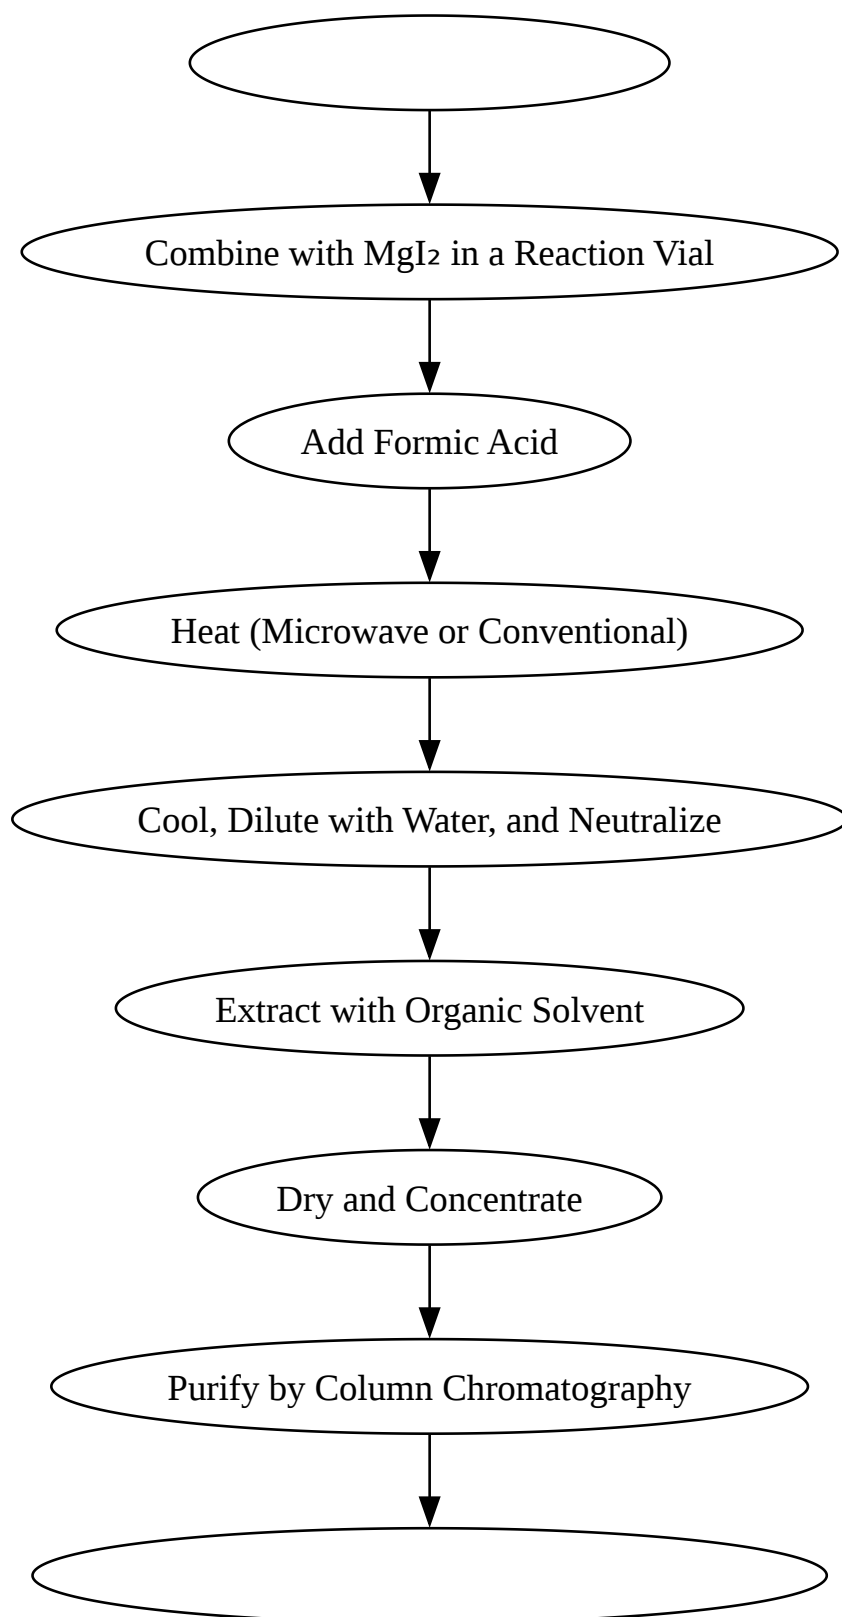 Combine with MgI₂ in a Reaction Vial
Add Formic Acid
Heat (Microwave or Conventional)
Cool, Dilute with Water, and Neutralize
Extract with Organic Solvent
Dry and Concentrate
Purify by Column Chromatography